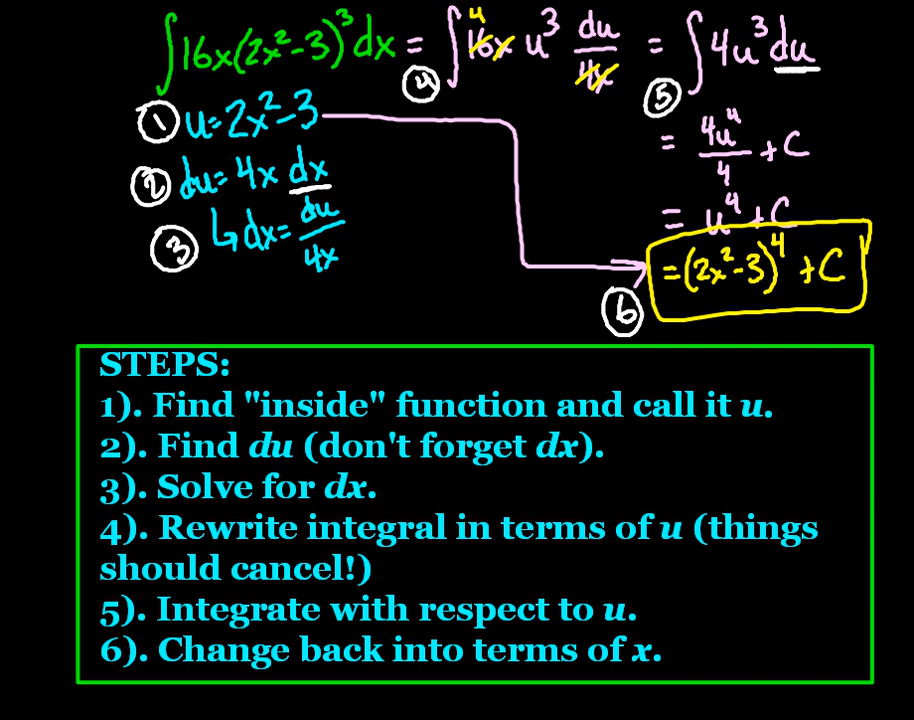 ∫16x(2x²-3)³dx = ∫16x u³ du/4x = ∫4u³du
4
④
⑤
① u=2x²-3
= 4u⁴/4 + C
② du=4x dx
= u⁴+C
③ ↳dx= du/4x
=(2x²-3)⁴ + C
⑥
STEPS:
1). Find "inside" function and call it u.
2). Find du (don't forget dx).
3). Solve for dx.
4). Rewrite integral in terms of u (things
should cancel!)
5). Integrate with respect to u.
6). Change back into terms of x.